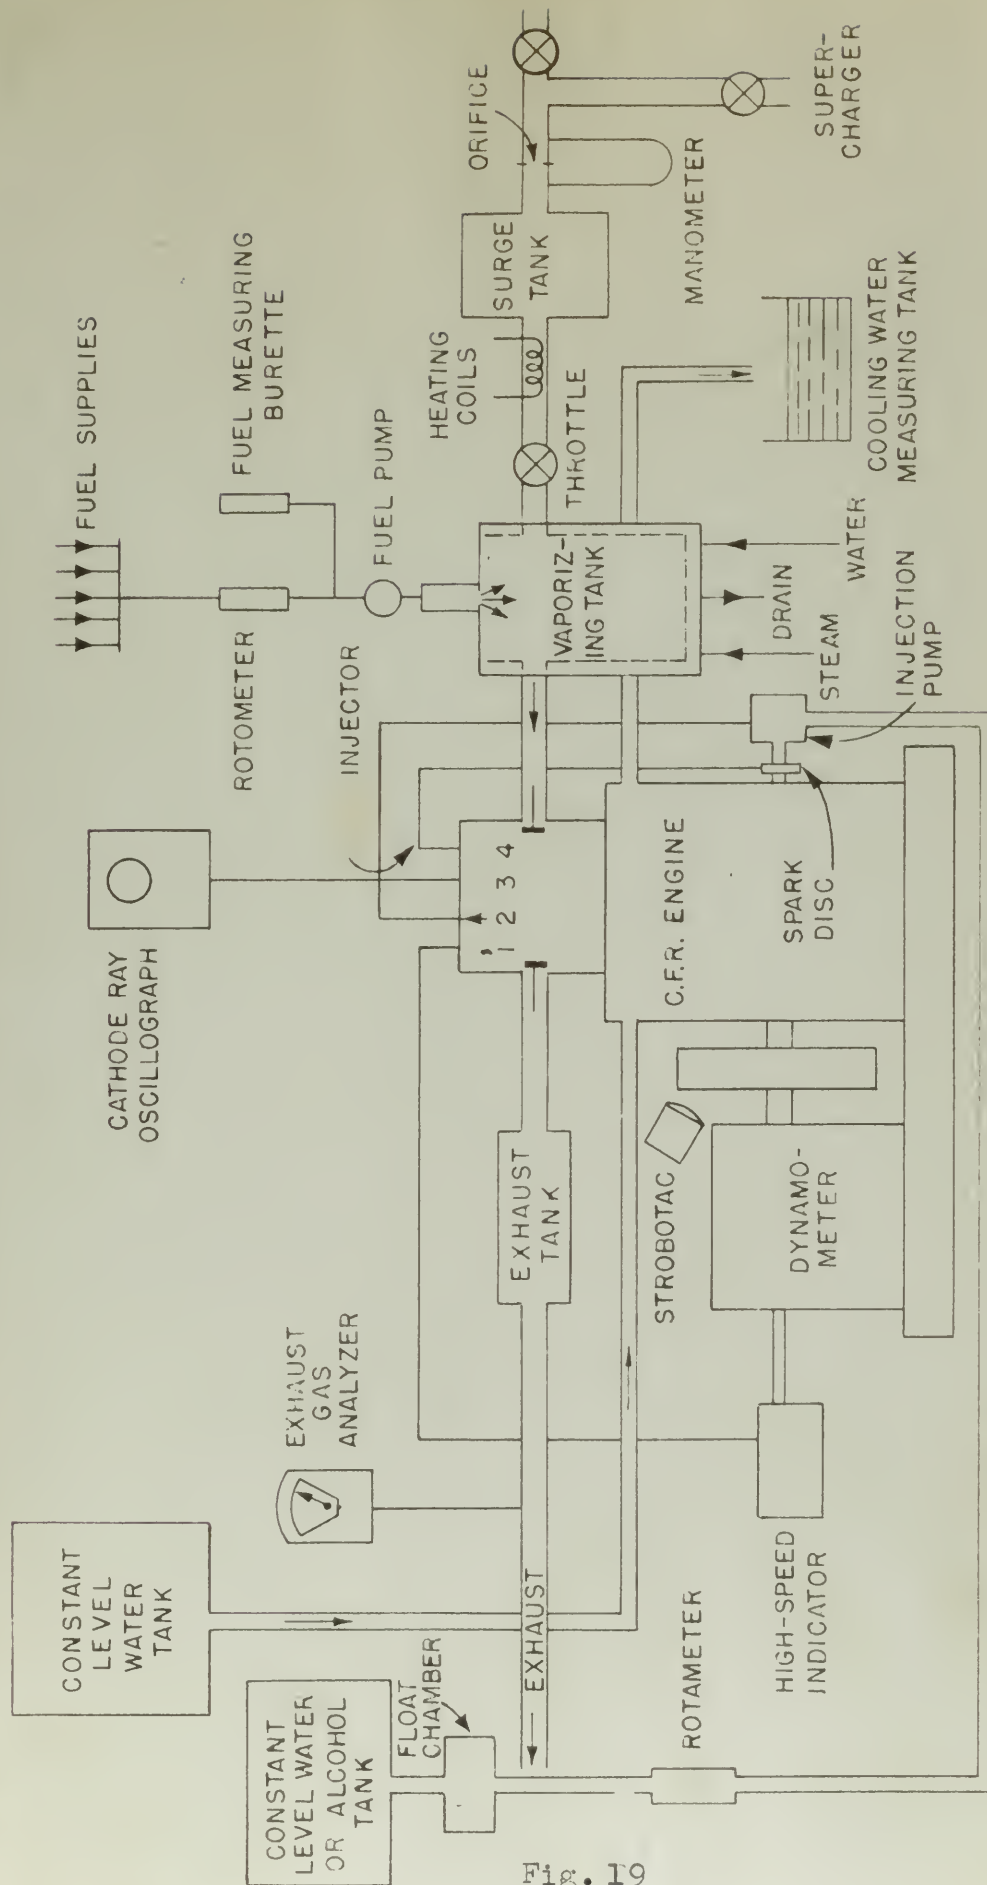 CONSTANT
LEVEL
WATER
TANK
CONSTANT
LEVEL WATER
OR ALCOHOL
TANK
FLOAT
CHAMBER
EXHAUST
GAS
ANALYZER
EXHAUST
ROTAMETER
HIGH-SPEED
INDICATOR
CATHODE RAY
OSCILLOGRAPH
EXHAUST
TANK
STROBOTAC
DYNAMO-
METER
1 2 3 4
C.F.R. ENGINE
SPARK
DISC
INJECTOR
FUEL SUPPLIES
ROTOMETER
FUEL MEASURING
BURETTE
FUEL PUMP
VAPORIZ-
ING TANK
STEAM
DRAIN
WATER
INJECTION
PUMP
HEATING
COILS
THROTTLE
SURGE
TANK
ORIFICE
MANOMETER
SUPER-
CHARGER
COOLING WATER
MEASURING TANK
Fig. 19